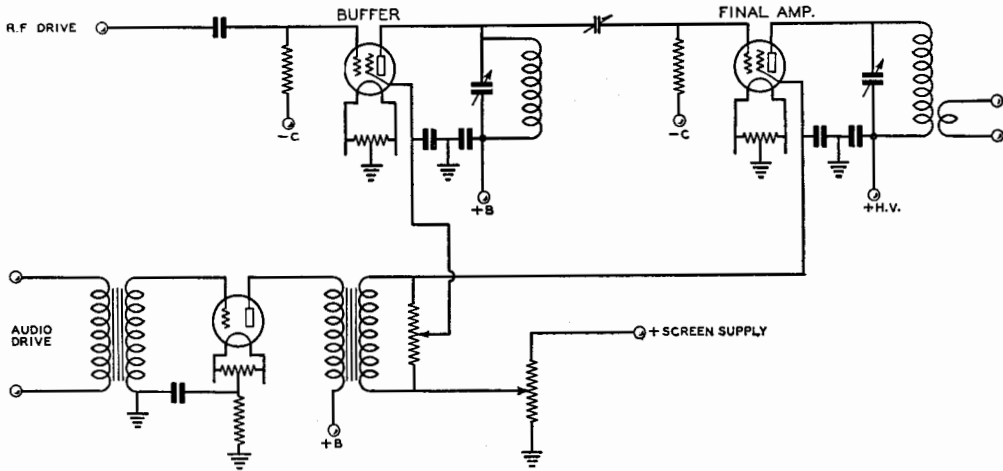 BUFFER
FINAL AMP.
R.F DRIVE
-C
-C
+B
+H.V.
AUDIO
DRIVE
+ SCREEN SUPPLY
+B